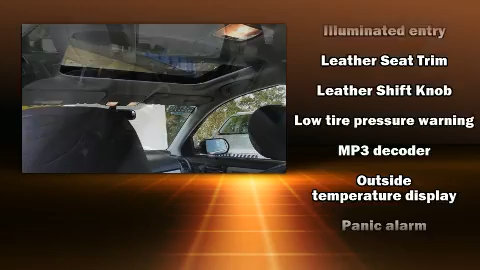 Illuminated entry
Leather Seat Trim
Leather Shift Knob
Low tire pressure warning
MP3 decoder
Outside
temperature display
Panic alarm